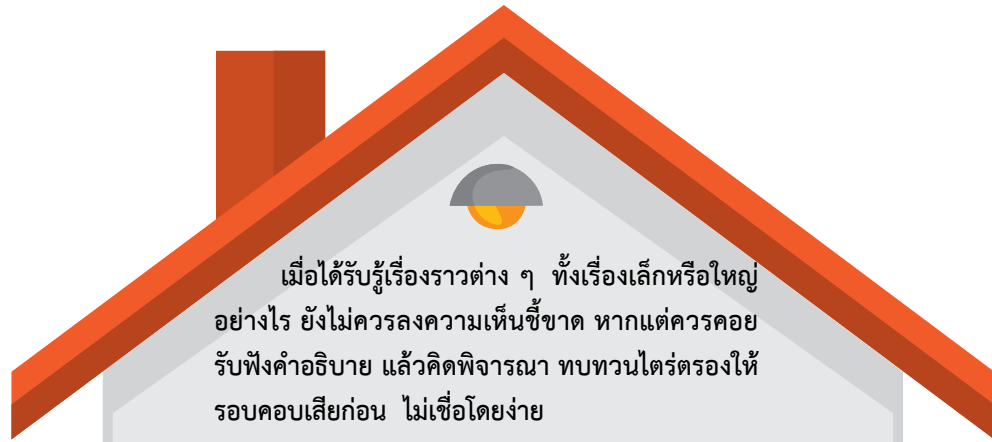 เมื่อได้รับรู้เรื่องราวต่าง ๆ ทั้งเรื่องเล็กหรือใหญ่
อย่างไร ยังไม่ควรลงความเห็นชี้ขาด หากแต่ควรคอย
รับฟังคำอธิบาย แล้วคิดพิจารณา ทบทวนไตร่ตรองให้
รอบคอบเสียก่อน ไม่เชื่อโดยง่าย